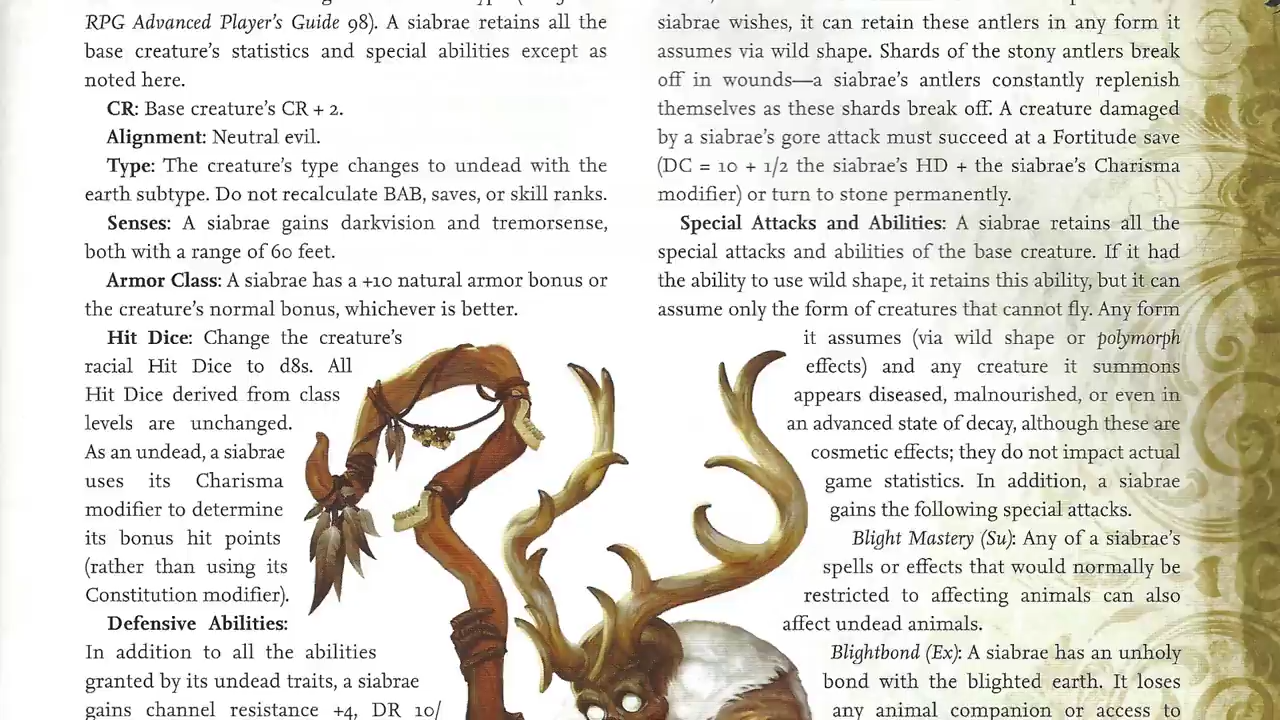 RPG Advanced Player's Guide 98). A siabrae retains all the
base creature's statistics and special abilities except as
noted here.
CR: Base creature's CR + 2.
Alignment: Neutral evil.
Type: The creature's type changes to undead with the
earth subtype. Do not recalculate BAB, saves, or skill ranks.
Senses: A siabrae gains darkvision and tremorsense,
both with a range of 60 feet.
Armor Class: A siabrae has a +10 natural armor bonus or
the creature's normal bonus, whichever is better.
Hit Dice: Change the creature's
racial Hit Dice to d8s. All
Hit Dice derived from class
levels are unchanged.
As an undead, a siabrae
uses its Charisma
modifier to determine
its bonus hit points
(rather than using its
Constitution modifier).
Defensive Abilities:
In addition to all the abilities
granted by its undead traits, a siabrae
gains channel resistance +4, DR 10/
siabrae wishes, it can retain these antlers in any form it
assumes via wild shape. Shards of the stony antlers break
off in wounds—a siabrae's antlers constantly replenish
themselves as these shards break off. A creature damaged
by a siabrae's gore attack must succeed at a Fortitude save
(DC = 10 + 1/2 the siabrae's HD + the siabrae's Charisma
modifier) or turn to stone permanently.
Special Attacks and Abilities: A siabrae retains all the
special attacks and abilities of the base creature. If it had
the ability to use wild shape, it retains this ability, but it can
assume only the form of creatures that cannot fly. Any form
it assumes (via wild shape or polymorph
effects) and any creature it summons
appears diseased, malnourished, or even in
an advanced state of decay, although these are
cosmetic effects; they do not impact actual
game statistics. In addition, a siabrae
gains the following special attacks.
Blight Mastery (Su): Any of a siabrae's
spells or effects that would normally be
restricted to affecting animals can also
affect undead animals.
Blightbond (Ex): A siabrae has an unholy
bond with the blighted earth. It loses
any animal companion or access to